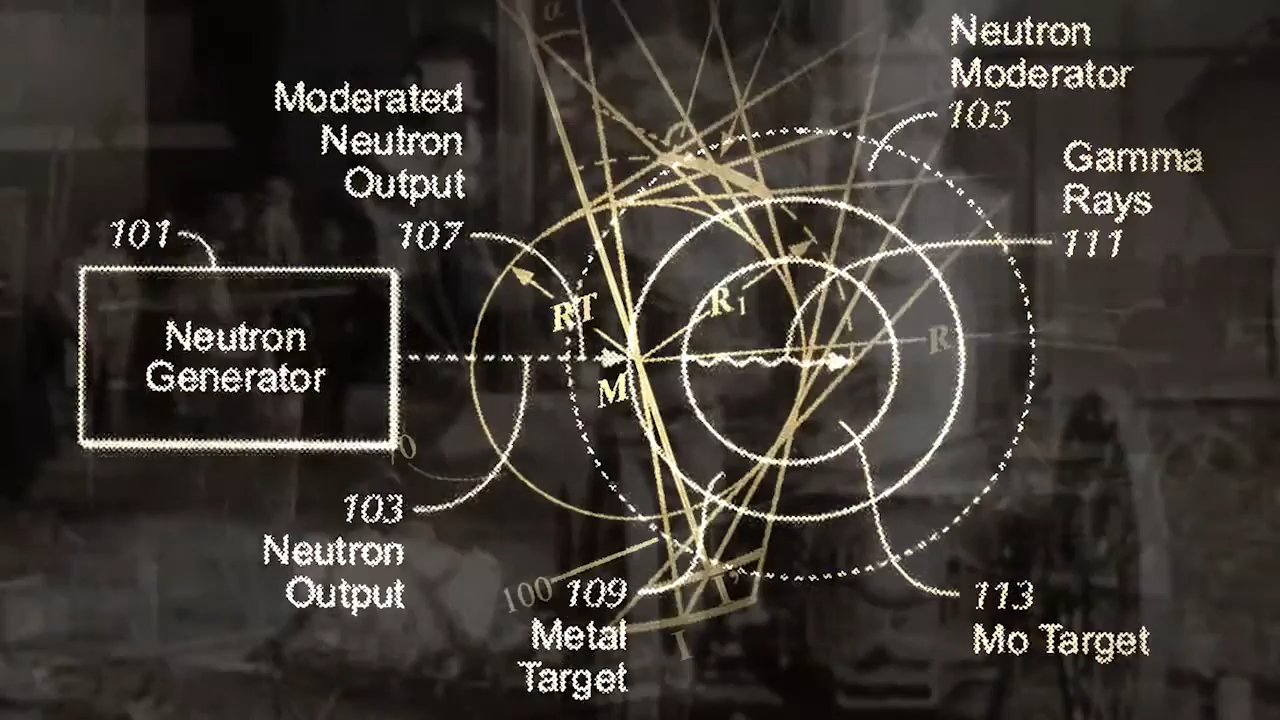 α
Neutron
Moderator
105
Moderated
Neutron
Output
107
Gamma
Rays
111
101
Neutron
Generator
RT
R1
R
M
0
103
Neutron
Output
100
109
Metal
Target
I
113
Mo Target